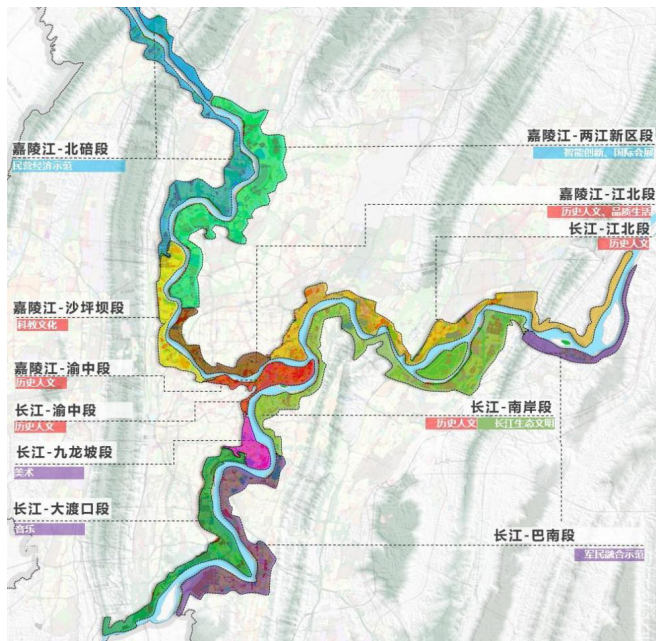 嘉陵江-北碚段
民营经济示范
嘉陵江-两江新区段
智能创新、国际会展
嘉陵江-江北段
历史人文、品质生活
长江-江北段
历史人文
嘉陵江-沙坪坝段
科教文化
嘉陵江-渝中段
历史人文
长江-渝中段
历史人文
长江-南岸段
历史人文 长江生态文明
长江-九龙坡段
美术
长江-大渡口段
音乐
长江-巴南段
军民融合示范